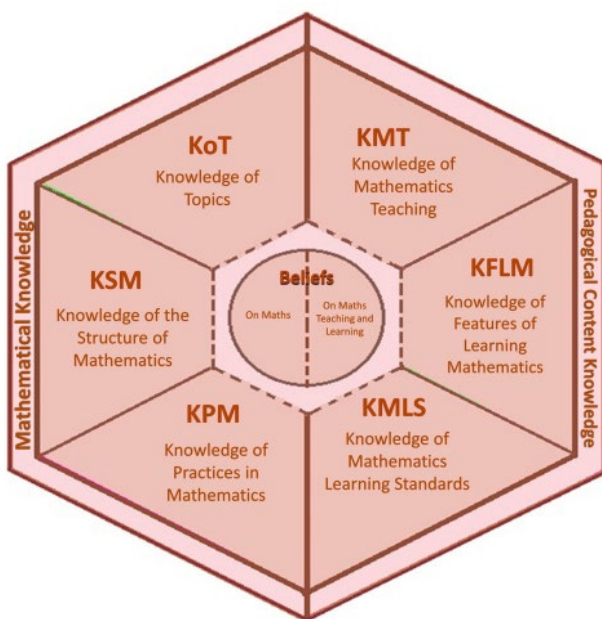 KoT
Knowledge of
Topics
KMT
Knowledge of
Mathematics
Teaching
Mathematical Knowledge
KSM
Knowledge of the
Structure of
Mathematics
Beliefs
On Maths
On Maths
Teaching and
Learning
KFLM
Knowledge of
Features of
Learning
Mathematics
Pedagogical Content Knowledge
KPM
Knowledge of
Practices in
Mathematics
KMLS
Knowledge of
Mathematics
Learning Standards